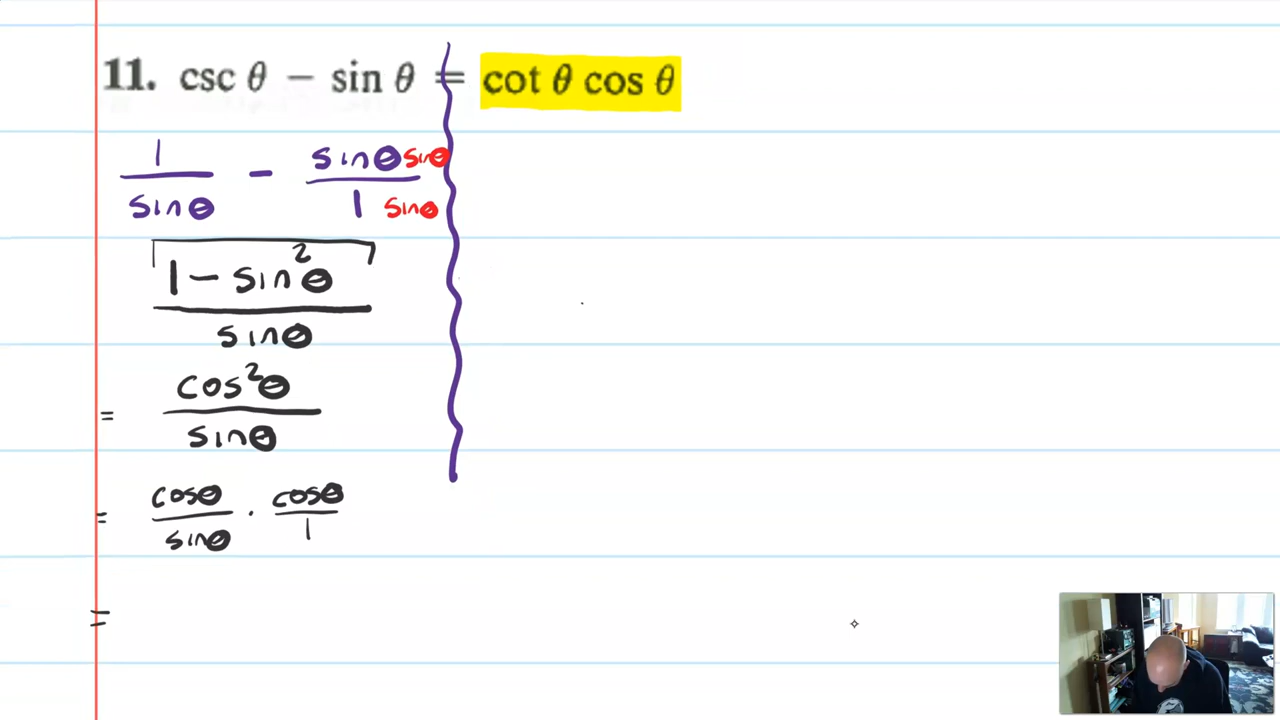 11. csc θ − sin θ = cot θ cos θ
1/sinθ - sinθ sinθ/1 sinθ
1 - sin²θ/sinθ
= cos²θ/sinθ
= cosθ/sinθ · cosθ/1
=